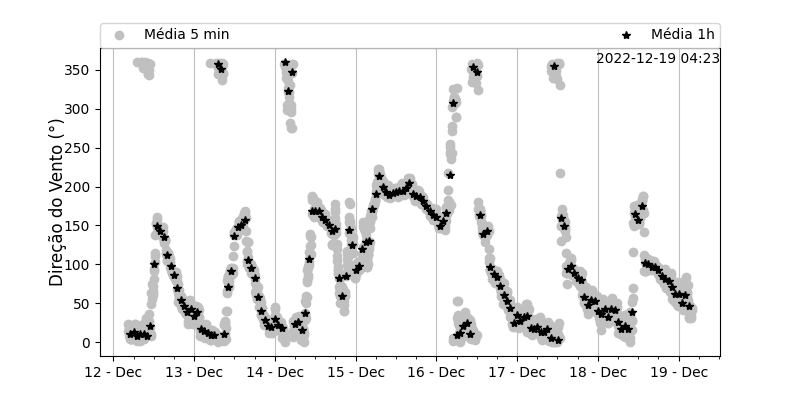 Média 5 min
Média 1h
2022-12-19 04:23
Direção do Vento (°)
350
300
250
200
150
100
50
0
12 - Dec
13 - Dec
14 - Dec
15 - Dec
16 - Dec
17 - Dec
18 - Dec
19 - Dec